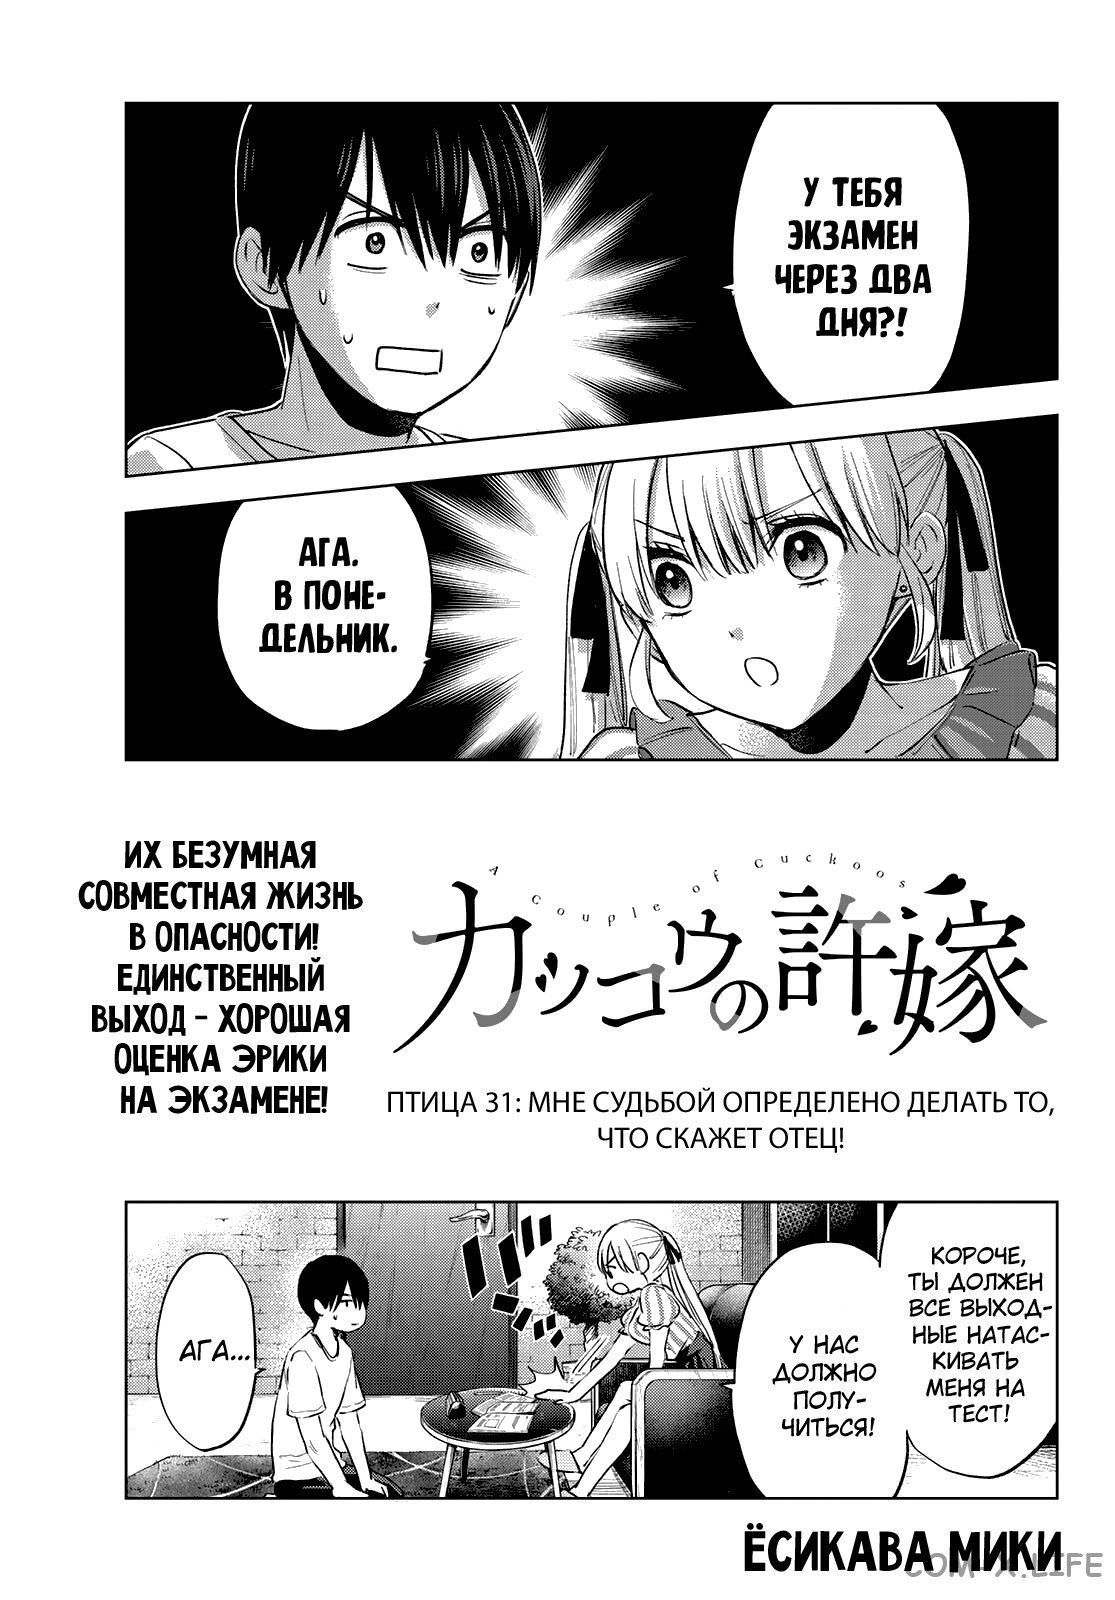 У ТЕБЯ
ЭКЗАМЕН
ЧЕРЕЗ ДВА
ДНЯ?!
АГА.
В ПОНЕ-
ДЕЛЬНИК.
ИХ БЕЗУМНАЯ
СОВМЕСТНАЯ ЖИЗНЬ
В ОПАСНОСТИ!
ЕДИНСТВЕННЫЙ
ВЫХОД - ХОРОШАЯ
ОЦЕНКА ЭРИКИ
НА ЭКЗАМЕНЕ!
A Couple of Cuckoos
カッコウの許嫁
ПТИЦА 31: МНЕ СУДЬБОЙ ОПРЕДЕЛЕНО ДЕЛАТЬ ТО,
ЧТО СКАЖЕТ ОТЕЦ!
КОРОЧЕ,
ТЫ ДОЛЖЕН
ВСЕ ВЫХОД-
НЫЕ НАТАС-
КИВАТЬ
МЕНЯ НА
ТЕСТ!
У НАС
ДОЛЖНО
ПОЛУ-
ЧИТЬСЯ!
АГА...
ЁСИКАВА МИКИ
COM-X.LIFE